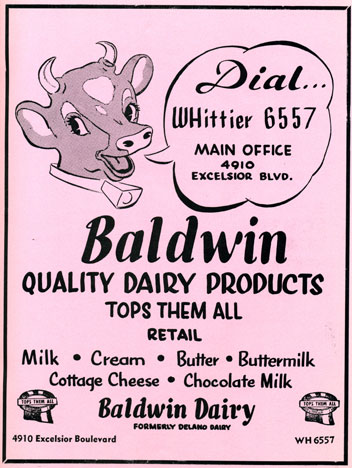 Dial...
WHittier 6557
MAIN OFFICE
4910
EXCELSIOR BLVD.
Baldwin
QUALITY DAIRY PRODUCTS
TOPS THEM ALL
RETAIL
Milk • Cream • Butter • Buttermilk
Cottage Cheese • Chocolate Milk
TOPS THEM ALL
Baldwin Dairy
TOPS THEM ALL
FORMERLY DELANO DAIRY
4910 Excelsior Boulevard
WH 6557